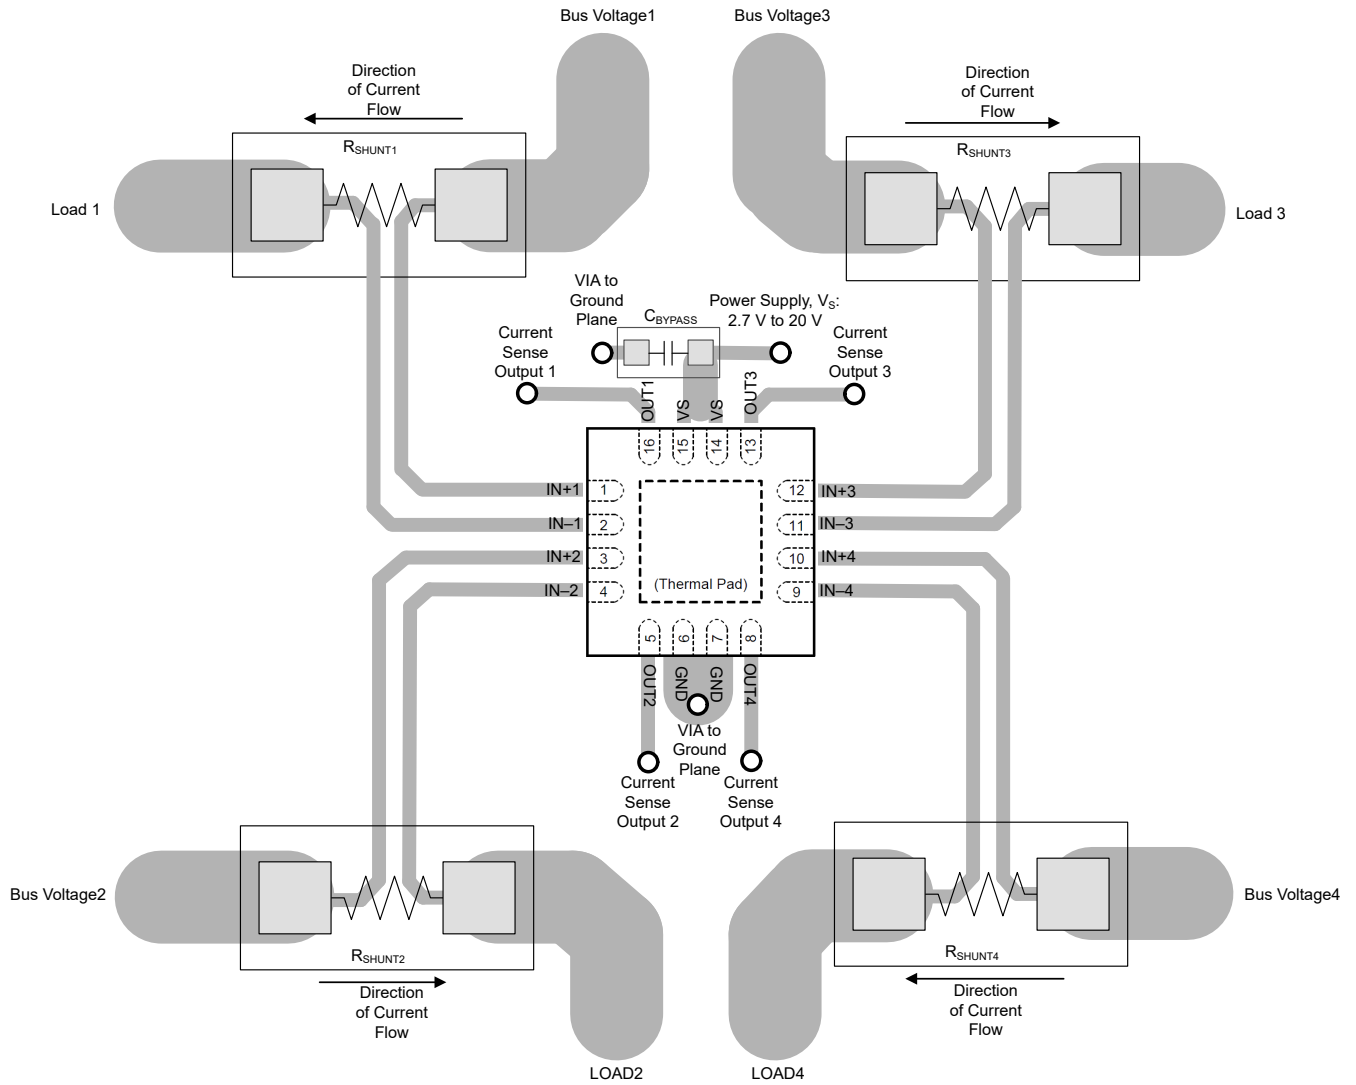 Bus Voltage1
Bus Voltage3
Direction
of Current
Flow
Direction
of Current
Flow
RSHUNT1
RSHUNT3
Load 1
Load 3
VIA to
Ground
Plane
CBYPASS
Power Supply, VS:
2.7 V to 20 V
Current
Sense
Output 1
Current
Sense
Output 3
OUT1
VS
VS
OUT3
16
15
14
13
IN+1
1
12
IN+3
IN–1
2
11
IN–3
IN+2
3
10
IN+4
IN–2
4
9
IN–4
(Thermal Pad)
5
6
7
8
OUT2
GND
GND
OUT4
VIA to
Ground
Plane
Current
Sense
Output 2
Current
Sense
Output 4
Bus Voltage2
Bus Voltage4
RSHUNT2
RSHUNT4
Direction
of Current
Flow
Direction
of Current
Flow
LOAD2
LOAD4